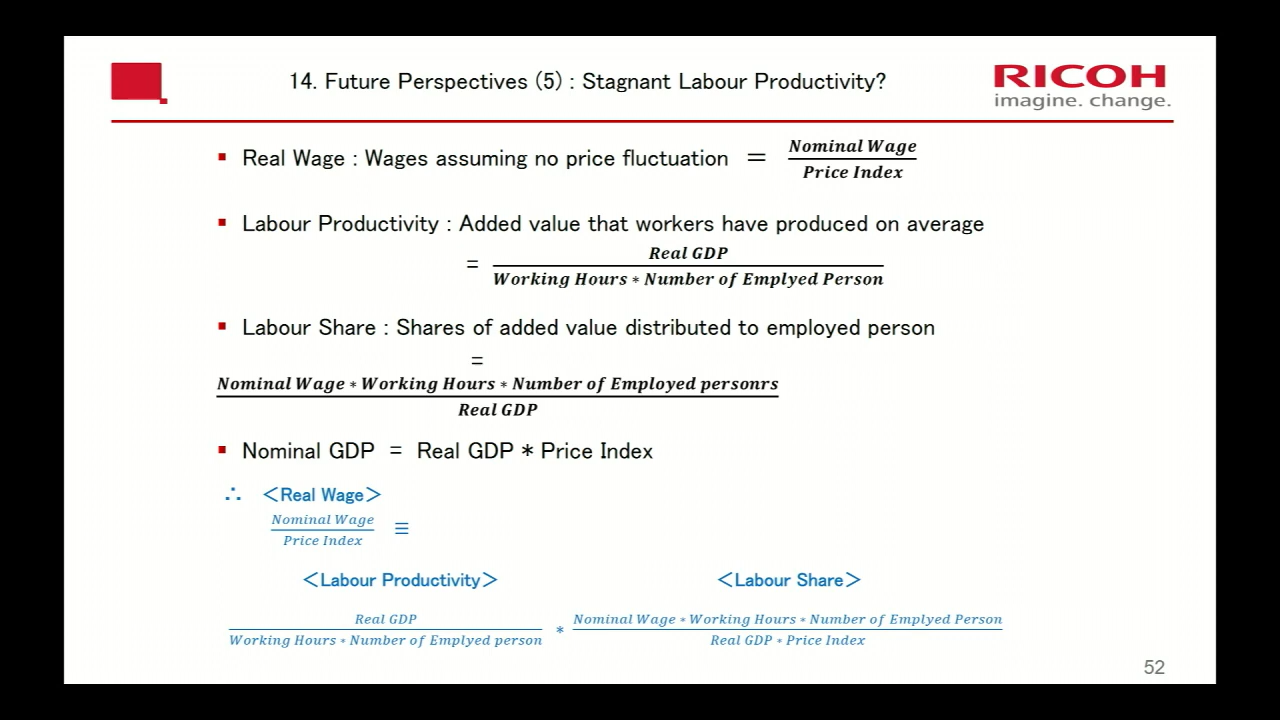 14. Future Perspectives (5) : Stagnant Labour Productivity?
RICOH
imagine. change.
▪ Real Wage : Wages assuming no price fluctuation = Nominal Wage
Price Index
▪ Labour Productivity : Added value that workers have produced on average
= Real GDP
Working Hours * Number of Emplyed Person
▪ Labour Share : Shares of added value distributed to employed person
=
Nominal Wage * Working Hours * Number of Employed personrs
Real GDP
▪ Nominal GDP = Real GDP * Price Index
∴ <Real Wage>
Nominal Wage ≡
Price Index
<Labour Productivity> <Labour Share>
Real GDP * Nominal Wage * Working Hours * Number of Emplyed Person
Working Hours * Number of Emplyed person Real GDP * Price Index
52